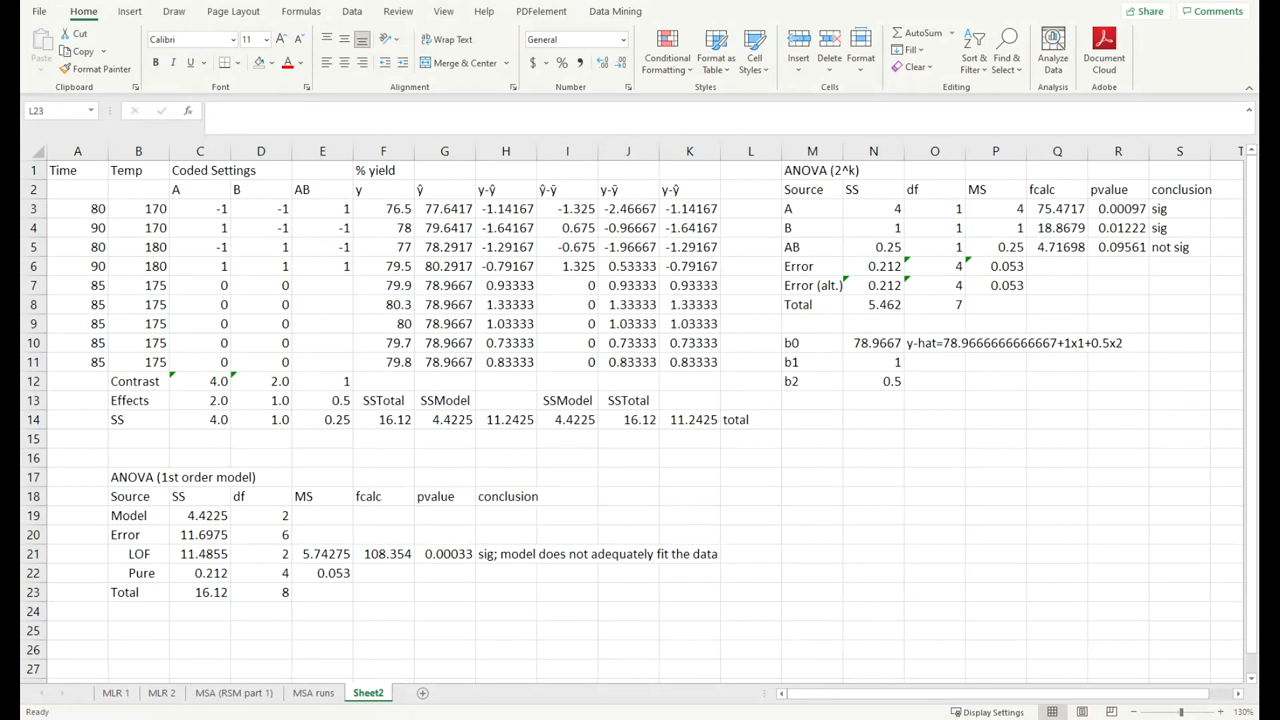 File Home Insert Draw Page Layout Formulas Data Review View Help PDFelement Data Mining Share Comments
Cut
Copy
Paste
Format Painter
Calibri 11
B I U
Wrap Text
Merge & Center
General
$ % ,
Conditional Formatting
Format as Table
Cell Styles
Insert Delete Format
AutoSum
Fill
Clear
Sort & Filter
Find & Select
Analyze Data
Document Cloud
Clipboard Font Alignment Number Styles Cells Editing Analysis Adobe
L23 fx
A B C D E F G H I J K L M N O P Q R S T
1 Time Temp Coded Settings % yield ANOVA (2^k)
2 A B AB y ŷ y-ŷ ŷ-ȳ y-ȳ y-ŷ Source SS df MS fcalc pvalue conclusion
3 80 170 -1 -1 1 76.5 77.6417 -1.14167 -1.325 -2.46667 -1.14167 A 4 1 4 75.4717 0.00097 sig
4 90 170 1 -1 -1 78 79.6417 -1.64167 0.675 -0.96667 -1.64167 B 1 1 1 18.8679 0.01222 sig
5 80 180 -1 1 -1 77 78.2917 -1.29167 -0.675 -1.96667 -1.29167 AB 0.25 1 0.25 4.71698 0.09561 not sig
6 90 180 1 1 1 79.5 80.2917 -0.79167 1.325 0.53333 -0.79167 Error 0.212 4 0.053
7 85 175 0 0 79.9 78.9667 0.93333 0 0.93333 0.93333 Error (alt.) 0.212 4 0.053
8 85 175 0 0 80.3 78.9667 1.33333 0 1.33333 1.33333 Total 5.462 7
9 85 175 0 0 80 78.9667 1.03333 0 1.03333 1.03333
10 85 175 0 0 79.7 78.9667 0.73333 0 0.73333 0.73333 b0 78.9667 y-hat=78.9666666666667+1x1+0.5x2
11 85 175 0 0 79.8 78.9667 0.83333 0 0.83333 0.83333 b1 1
12 Contrast 4.0 2.0 1 b2 0.5
13 Effects 2.0 1.0 0.5 SSTotal SSModel SSModel SSTotal
14 SS 4.0 1.0 0.25 16.12 4.4225 11.2425 4.4225 16.12 11.2425 total
15
16
17 ANOVA (1st order model)
18 Source SS df MS fcalc pvalue conclusion
19 Model 4.4225 2
20 Error 11.6975 6
21 LOF 11.4855 2 5.74275 108.354 0.00033 sig; model does not adequately fit the data
22 Pure 0.212 4 0.053
23 Total 16.12 8
24
25
26
27
MLR 1 MLR 2 MSA (RSM part 1) MSA runs Sheet2
Ready Display Settings 130%